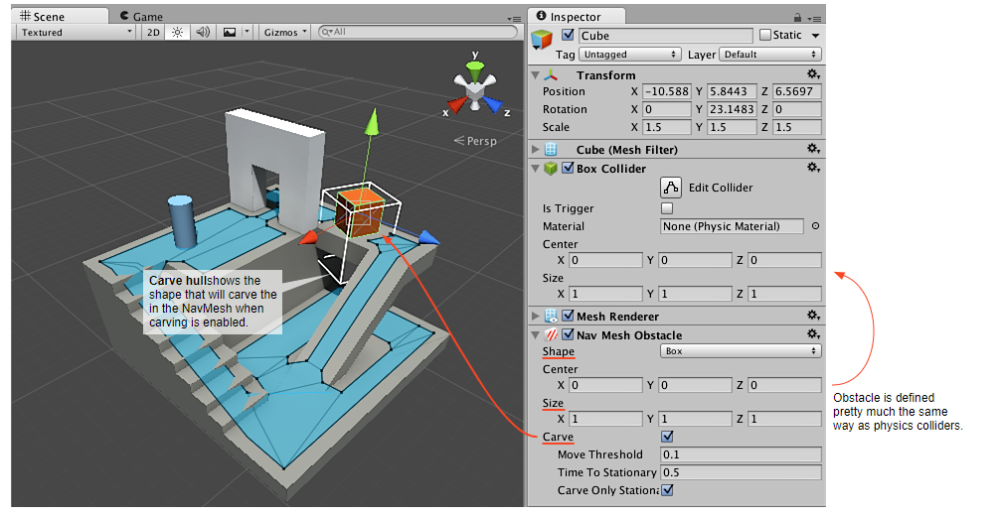 Scene
Game
Textured
2D
Gizmos
All
y
x
z
Persp
Carve hullshows the
shape that will carve the
in the NavMesh when
carving is enabled.
Inspector
Cube
Static
Tag Untagged Layer Default
Transform
Position X -10.588 Y 5.8443 Z 6.5697
Rotation X 0 Y 23.1483 Z 0
Scale X 1.5 Y 1.5 Z 1.5
Cube (Mesh Filter)
Box Collider
Edit Collider
Is Trigger
Material None (Physic Material)
Center
X 0 Y 0 Z 0
Size
X 1 Y 1 Z 1
Mesh Renderer
Nav Mesh Obstacle
Shape Box
Center
X 0 Y 0 Z 0
Size
X 1 Y 1 Z 1
Carve
Move Threshold 0.1
Time To Stationary 0.5
Carve Only Stationa
Obstacle is defined
pretty much the same
way as physics colliders.